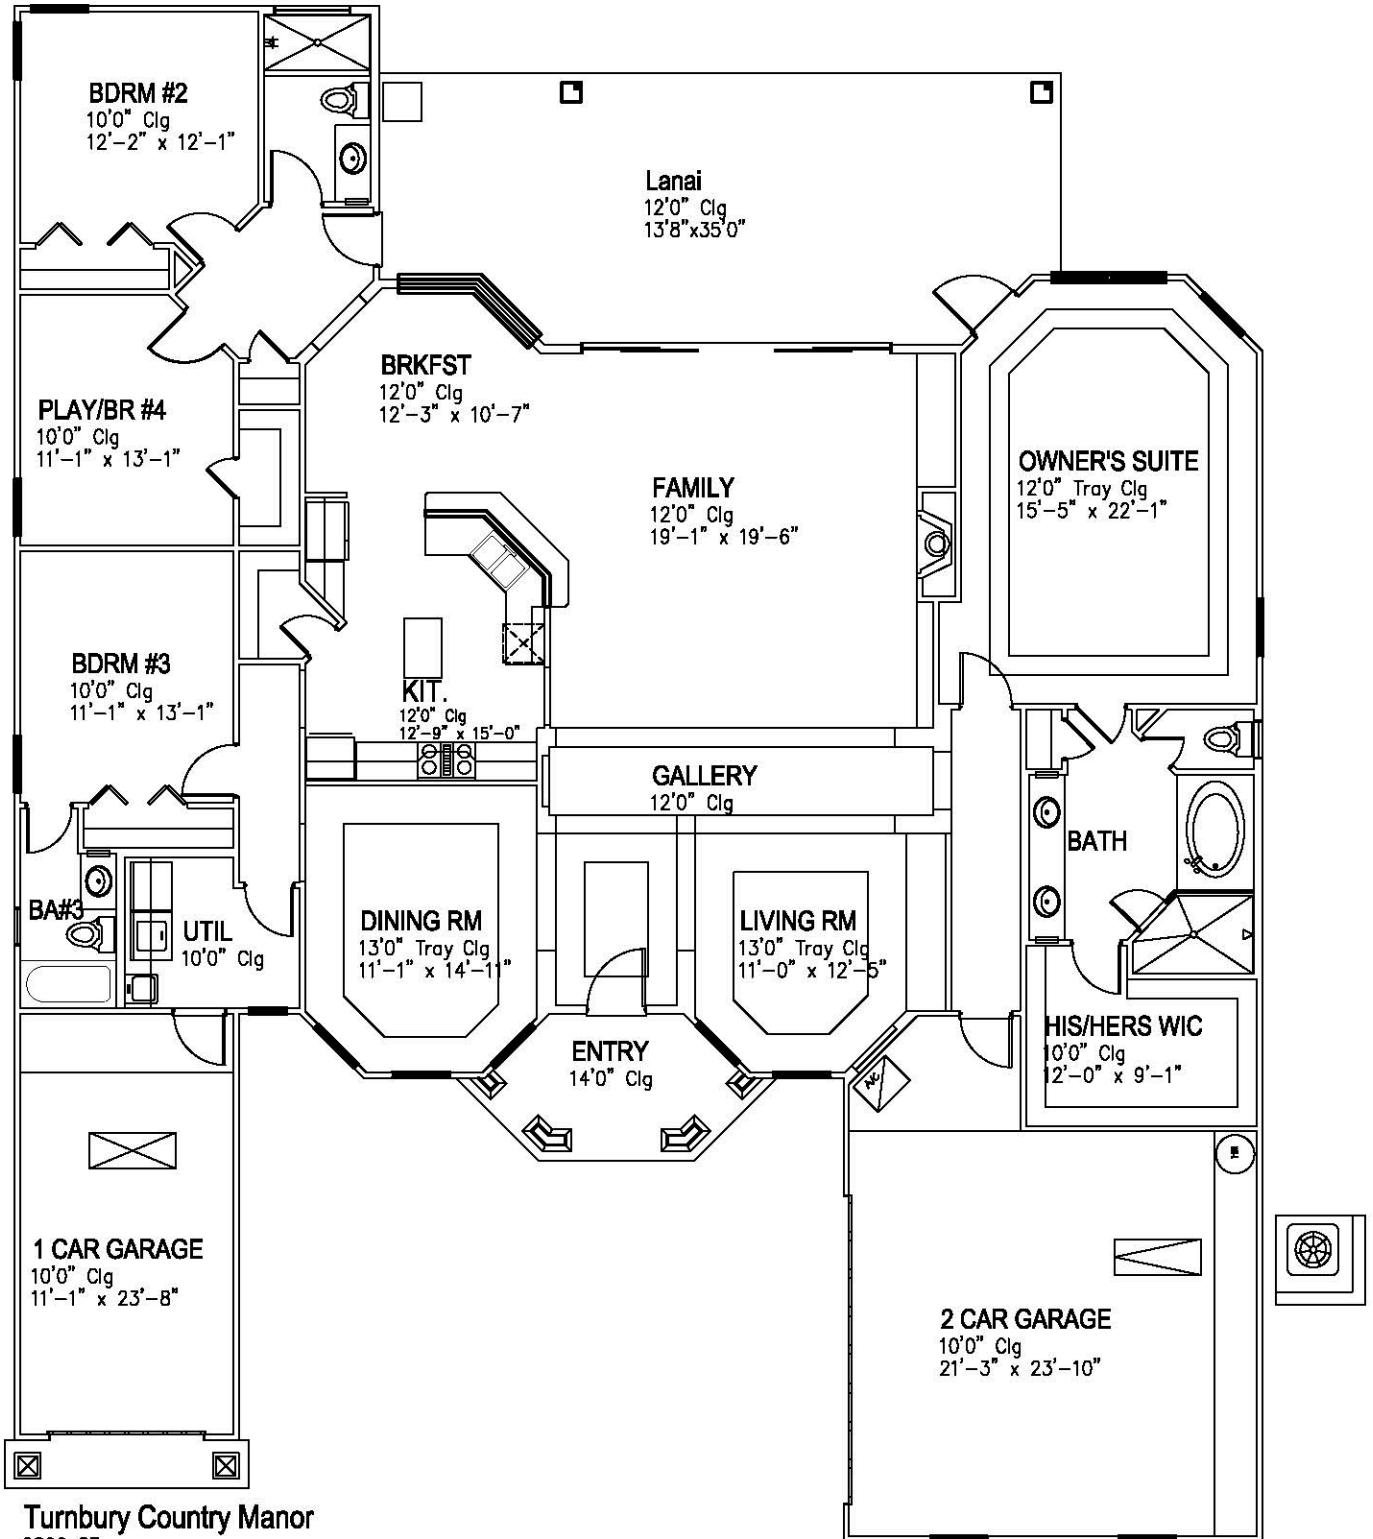 BDRM #2
10'0" Clg
12'-2" x 12'-1"
Lanai
12'0" Clg
13'8"x35'0"
BRKFST
12'0" Clg
12'-3" x 10'-7"
PLAY/BR #4
10'0" Clg
11'-1" x 13'-1"
FAMILY
12'0" Clg
19'-1" x 19'-6"
OWNER'S SUITE
12'0" Tray Clg
15'-5" x 22'-1"
BDRM #3
10'0" Clg
11'-1" x 13'-1"
KIT.
12'0" Clg
12'-9" x 15'-0"
GALLERY
12'0" Clg
BATH
BA#3
UTIL
10'0" Clg
DINING RM
13'0" Tray Clg
11'-1" x 14'-11"
LIVING RM
13'0" Tray Clg
11'-0" x 12'-5"
ENTRY
14'0" Clg
HIS/HERS WIC
10'0" Clg
12'-0" x 9'-1"
A/C
1 CAR GARAGE
10'0" Clg
11'-1" x 23'-8"
2 CAR GARAGE
10'0" Clg
21'-3" x 23'-10"
Turnbury Country Manor